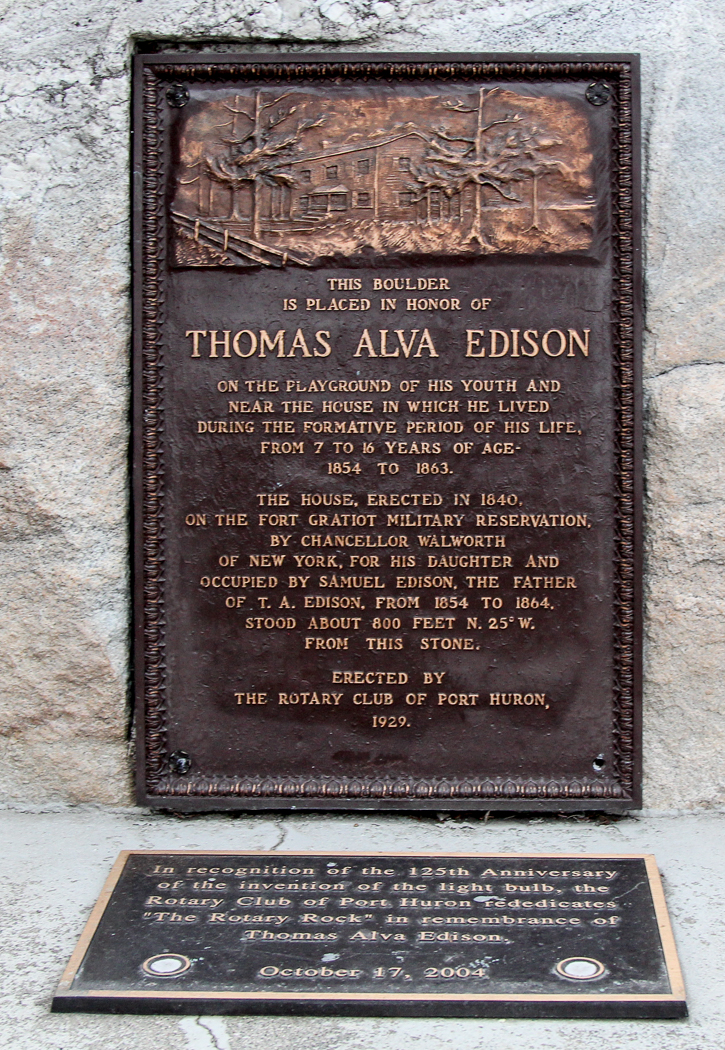 THIS BOULDER
IS PLACED IN HONOR OF
THOMAS ALVA EDISON
ON THE PLAYGROUND OF HIS YOUTH AND
NEAR THE HOUSE IN WHICH HE LIVED
DURING THE FORMATIVE PERIOD OF HIS LIFE,
FROM 7 TO 16 YEARS OF AGE-
1854 TO 1863.
THE HOUSE, ERECTED IN 1840,
ON THE FORT GRATIOT MILITARY RESERVATION,
BY CHANCELLOR WALWORTH
OF NEW YORK, FOR HIS DAUGHTER AND
OCCUPIED BY SAMUEL EDISON, THE FATHER
OF T. A. EDISON, FROM 1854 TO 1864,
STOOD ABOUT 800 FEET N. 25° W.
FROM THIS STONE.
ERECTED BY
THE ROTARY CLUB OF PORT HURON,
1929.
In recognition of the 125th Anniversary
of the invention of the light bulb, the
Rotary Club of Port Huron rededicates
"The Rotary Rock" in remembrance of
Thomas Alva Edison.
October 17, 2004